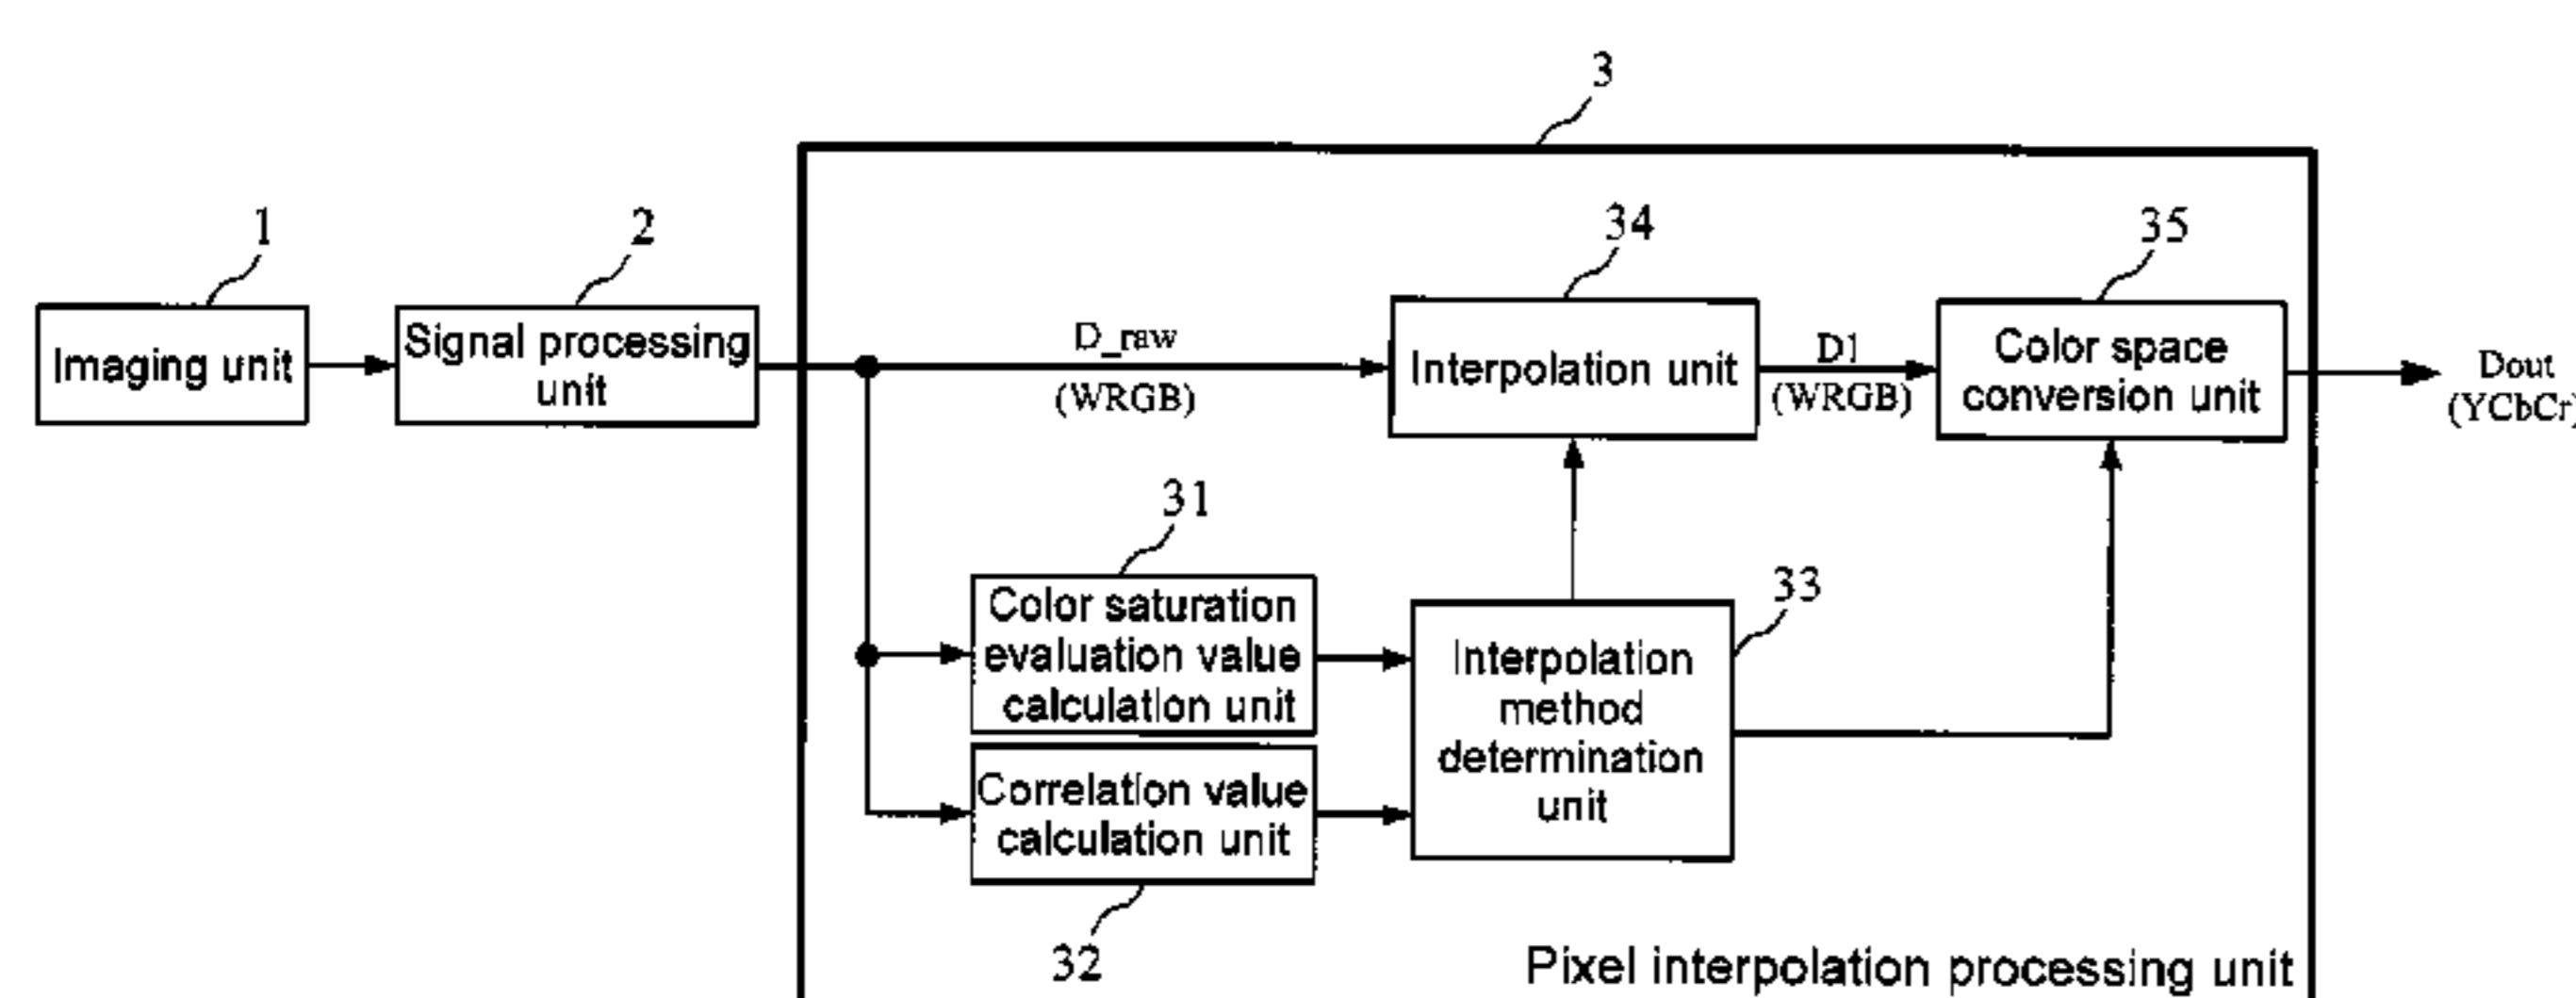 3
1
2
34
35
Imaging unit
Signal processing
unit
D_raw
(WRGB)
Interpolation unit
D1
(WRGB)
Color space
conversion unit
Dout
(YCbCr)
31
Color saturation
evaluation value
calculation unit
33
Interpolation
method
determination
unit
Correlation value
calculation unit
32
Pixel interpolation processing unit